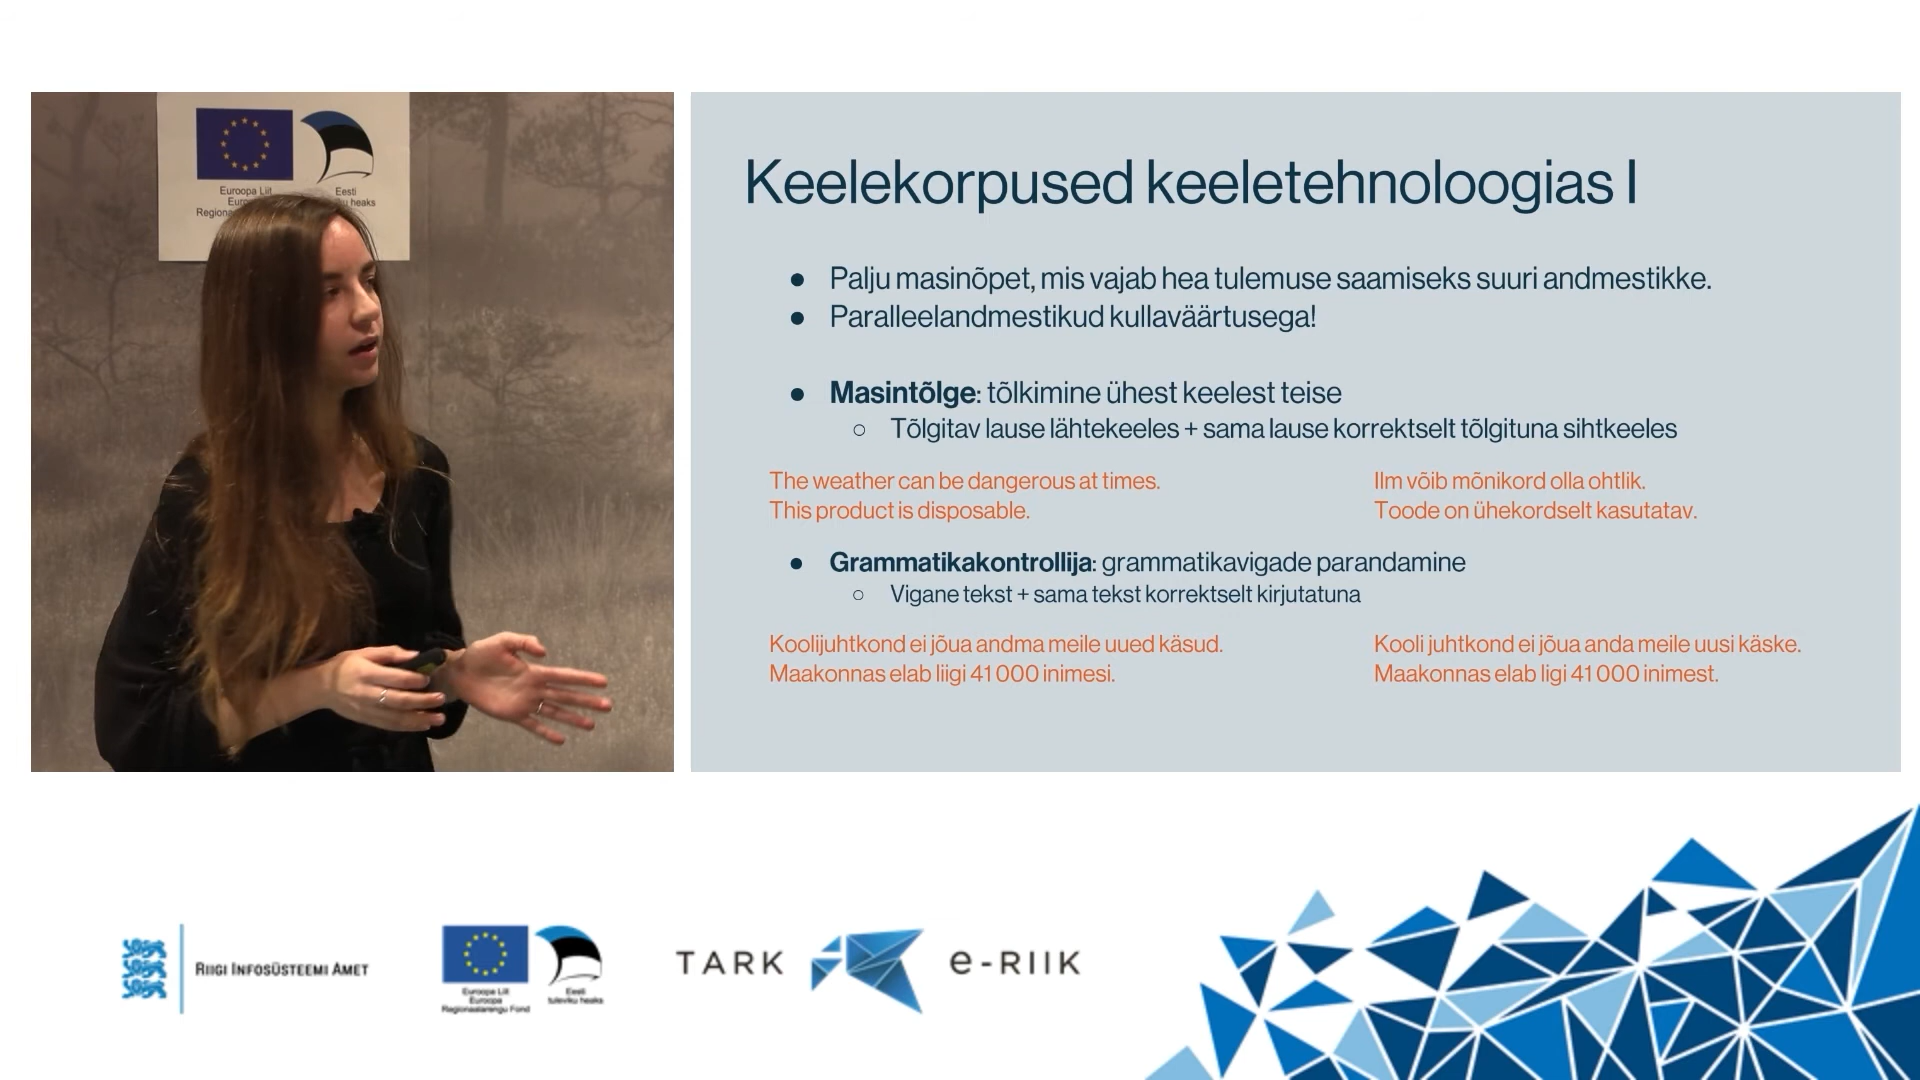 Euroopa Liit
Eesti
Keelekorpused keeletehnoloogias I
● Palju masinõpet, mis vajab hea tulemuse saamiseks suuri andmestikke.
● Paralleelandmestikud kullaväärtusega!
● Masintõlge: tõlkimine ühest keelest teise
○ Tõlgitav lause lähtekeeles + sama lause korrektselt tõlgituna sihtkeeles
The weather can be dangerous at times. Ilm võib mõnikord olla ohtlik.
This product is disposable. Toode on ühekordselt kasutatav.
● Grammatikakontrollija: grammatikavigade parandamine
○ Vigane tekst + sama tekst korrektselt kirjutatuna
Koolijuhtkond ei jõua andma meile uued käsud. Kooli juhtkond ei jõua anda meile uusi käske.
Maakonnas elab liigi 41 000 inimesi. Maakonnas elab ligi 41 000 inimest.
RIIGI INFOSÜSTEEMI AMET
Euroopa Liit
Euroopa
Regionaalarengu Fond
Eesti
tuleviku heaks
TARK e-RIIK